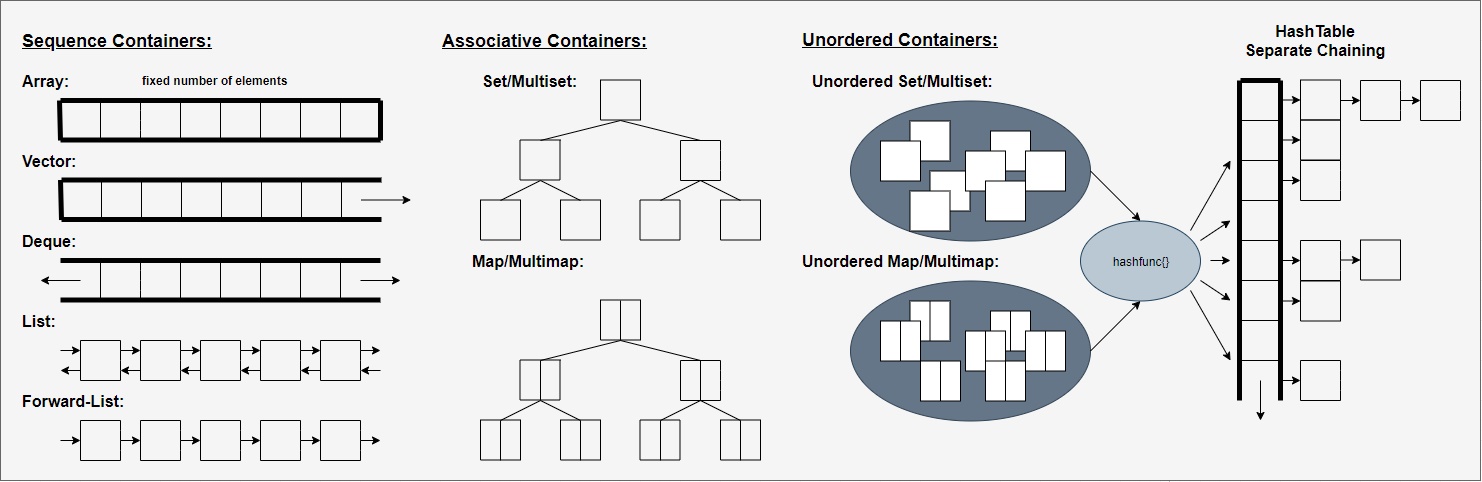 Sequence Containers:
Array:
fixed number of elements
Vector:
Deque:
List:
Forward-List:
Associative Containers:
Set/Multiset:
Map/Multimap:
Unordered Containers:
Unordered Set/Multiset:
Unordered Map/Multimap:
hashfunc{}
HashTable
Separate Chaining